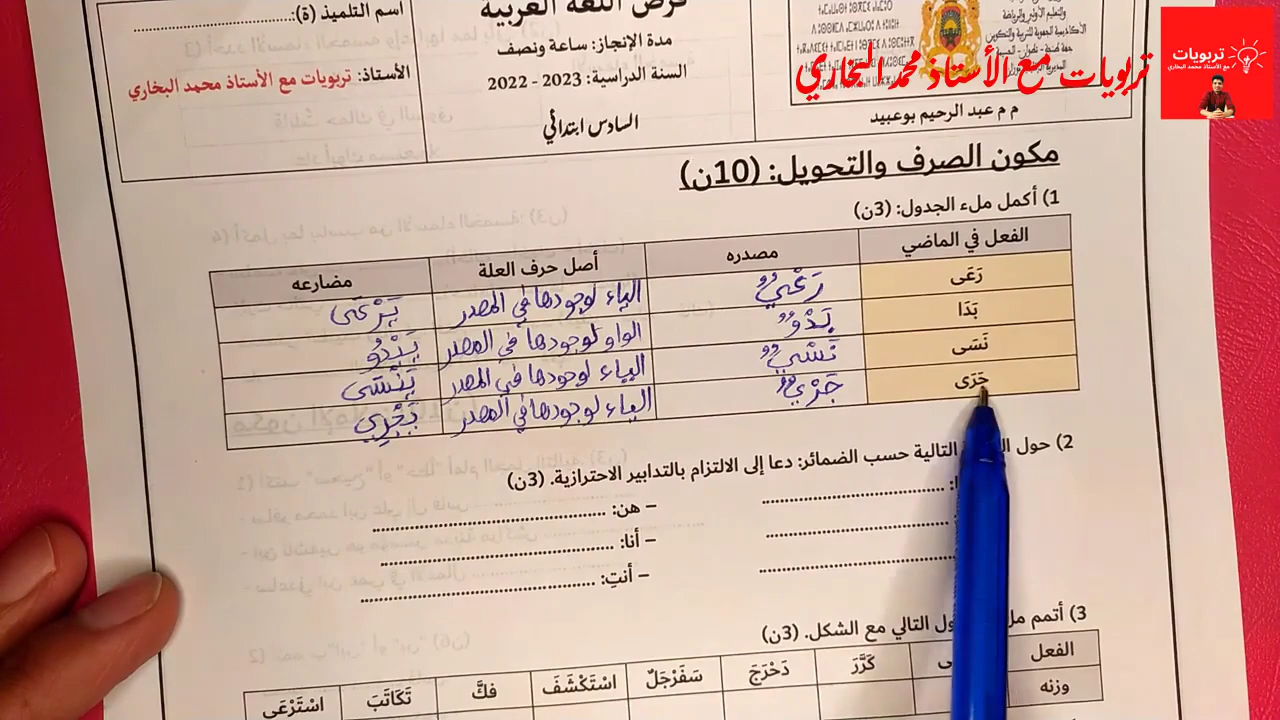 فرض اللغة العربية
مدة الإنجاز: ساعة ونصف
السنة الدراسية: 2023 - 2022
السادس ابتدائي
اسم التلميذ (ة):
الأستاذ: تربويات مع الأستاذ محمد البخاري
م م عبد الرحيم بوعبيد
تربويات مع الأستاذ محمد البخاري
تربويات
مع الأستاذ محمد البخاري
مكون الصرف والتحويل: (10ن)
1) أكمل ملء الجدول: (3ن)
الفعل في الماضي مصدره أصل حرف العلة مضارعه
رَعَى رَعْيٌ الياء لوجودها في المصدر يَرْعَى
بَدَا بَدْوٌ الواو لوجودها في المصدر يَبْدُو
نَسَى نَسْيٌ الياء لوجودها في المصدر يَنْسَى
جَرَى جَرْيٌ الياء لوجودها في المصدر يَجْرِي
2) حول التالية حسب الضمائر: دعا إلى الالتزام بالتدابير الاحترازية. (3ن)
– هن:
– أنا:
– أنتِ:
3) أتمم التالي مع الشكل. (3ن)
الفعل كَرَّرَ دَحْرَجَ سَفَرْجَلٌ اسْتَكْشَفَ فكَّ تَكَاتَبَ اسْتَرْعَى
وزنه